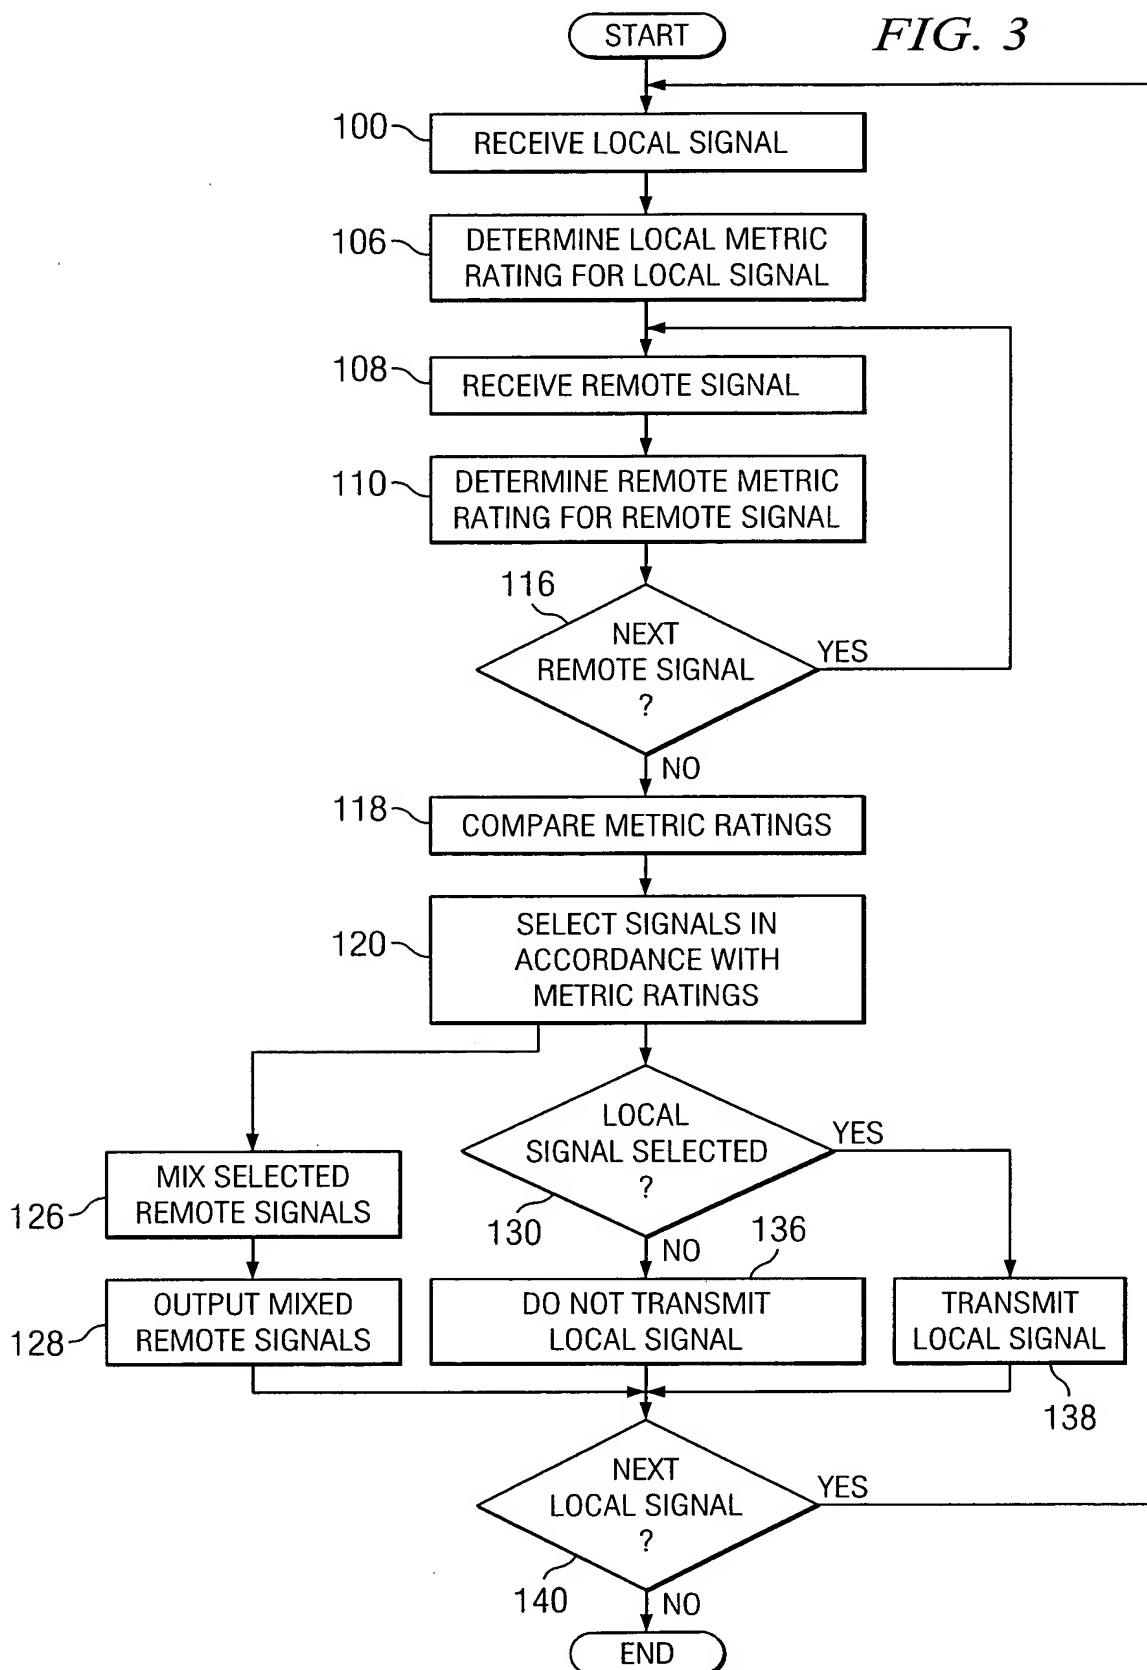 START
FIG. 3
100
RECEIVE LOCAL SIGNAL
106
DETERMINE LOCAL METRIC
RATING FOR LOCAL SIGNAL
108
RECEIVE REMOTE SIGNAL
110
DETERMINE REMOTE METRIC
RATING FOR REMOTE SIGNAL
116
NEXT
REMOTE SIGNAL
?
YES
NO
118
COMPARE METRIC RATINGS
120
SELECT SIGNALS IN
ACCORDANCE WITH
METRIC RATINGS
LOCAL
SIGNAL SELECTED
?
YES
130
NO
126
MIX SELECTED
REMOTE SIGNALS
136
128
OUTPUT MIXED
REMOTE SIGNALS
DO NOT TRANSMIT
LOCAL SIGNAL
TRANSMIT
LOCAL SIGNAL
138
NEXT
LOCAL SIGNAL
?
YES
140
NO
END